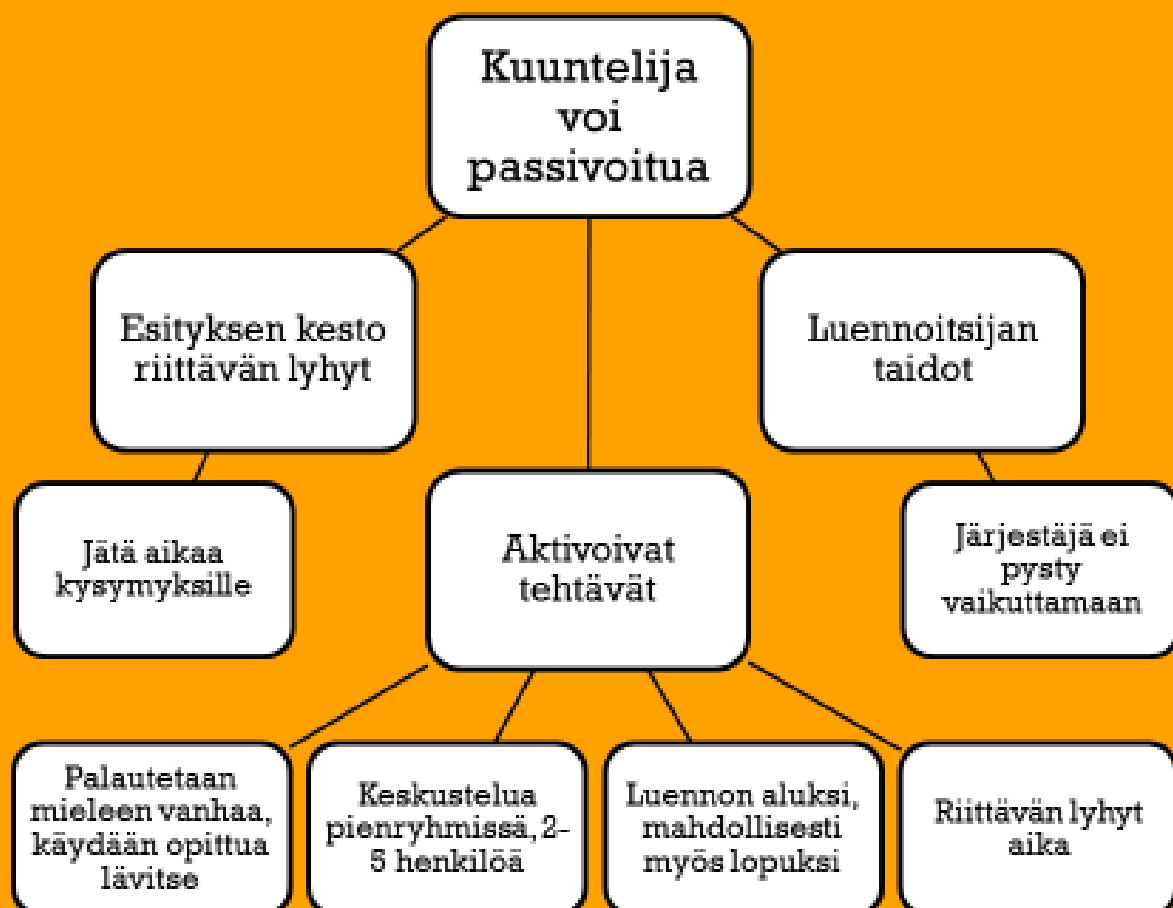 Kuuntelija
voi
passivoitua
Esityksen kesto
riittävän lyhyt
Luennoitsijan
taidot
Jätä aikaa
kysymyksille
Aktivoivat
tehtävät
Järjestäjä ei
pysty
vaikuttamaan
Palautetaan
mieleen vanhaa,
käydään opittua
lävitse
Keskustelua
pienryhmissä, 2-
5 henkilöä
Luennon aluksi,
mahdollisesti
myös lopuksi
Riittävän lyhyt
aika